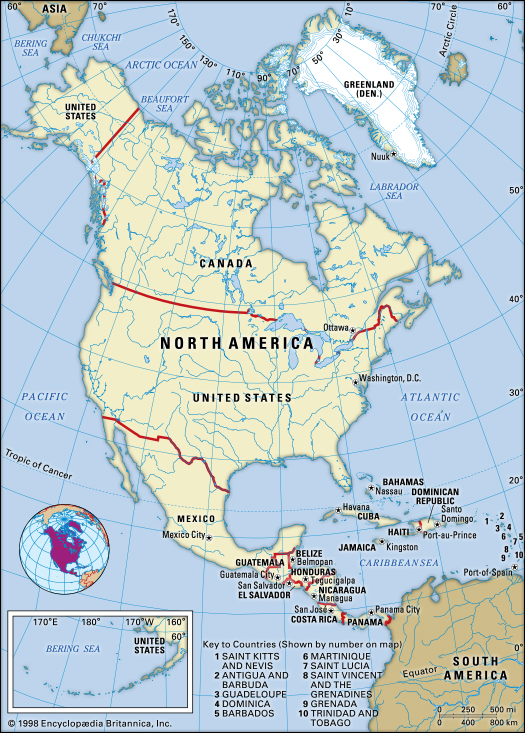 60°
ASIA
10°
170°
150°
130°
110°
90°
70°
50°
30°
10°
60°
70°
Arctic Circle
BERING
SEA
CHUKCHI
SEA
ARCTIC OCEAN
BEAUFORT
SEA
UNITED
STATES
GREENLAND
(DEN.)
Nuuk
LABRADOR
SEA
50°
CANADA
40°
Ottawa
NORTH AMERICA
Washington, D.C.
UNITED STATES
PACIFIC
OCEAN
ATLANTIC
OCEAN
30°
Tropic of Cancer
20°
BAHAMAS
Nassau
DOMINICAN
REPUBLIC
Havana
CUBA
Santo
Domingo
MEXICO
Mexico City
HAITI
Port-au-Prince
JAMAICA
Kingston
1
2
3
4
5
6
7
8
9
10
BELIZE
Belmopan
GUATEMALA
HONDURAS
Guatemala City
Tegucigalpa
San Salvador
NICARAGUA
EL SALVADOR
Managua
CARIBBEAN SEA
Port-of-Spain
10°
San José
COSTA RICA
Panama City
PANAMA
170°E
170°W
160°
60°
UNITED
STATES
BERING SEA
Key to Countries (Shown by number on map)
1 SAINT KITTS
AND NEVIS
2 ANTIGUA AND
BARBUDA
3 GUADELOUPE
4 DOMINICA
5 BARBADOS
6 MARTINIQUE
7 SAINT LUCIA
8 SAINT VINCENT
AND THE
GRENADINES
9 GRENADA
10 TRINIDAD AND
TOBAGO
Equator
SOUTH
AMERICA
0°
0 250 500 mi
0 400 800 km
© 1998 Encyclopædia Britannica, Inc.